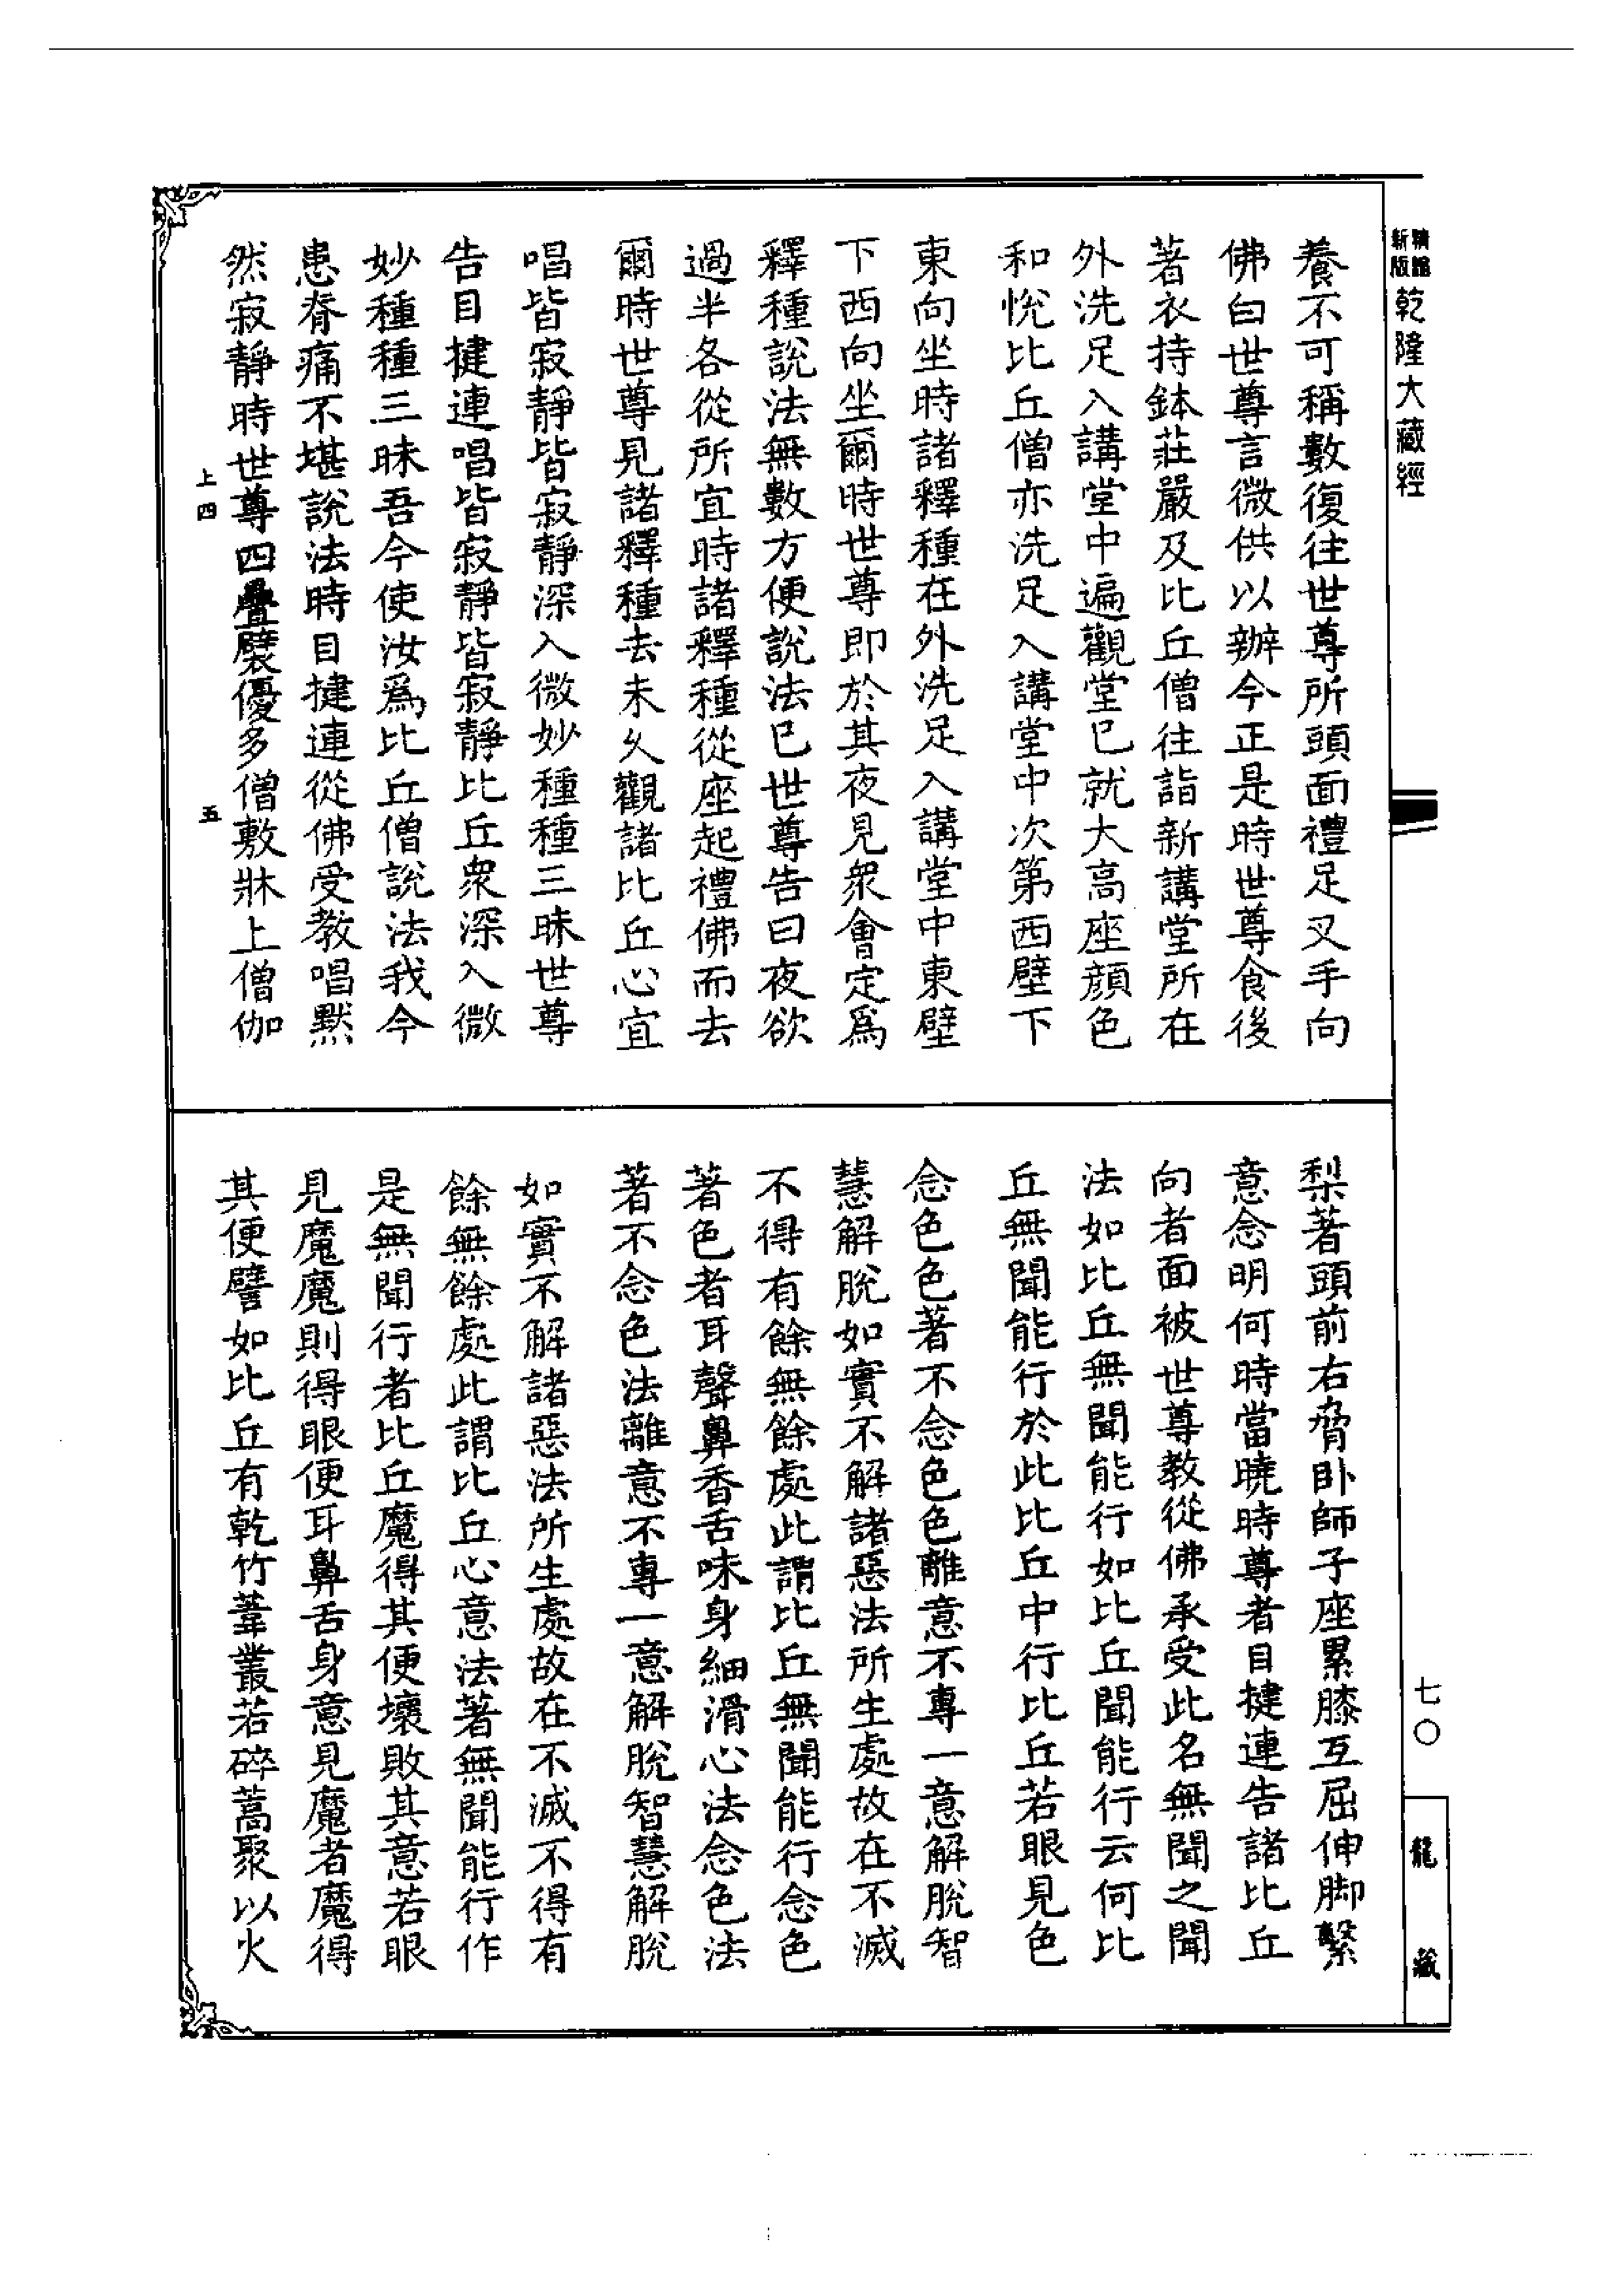 精縮新版乾隆大藏經
養不可稱數復往世尊所頭面禮足叉手向
佛白世尊言微供以辦今正是時世尊食後
著衣持鉢莊嚴及比丘僧往詣新講堂所在
外洗足入講堂中遍觀堂已就大高座顏色
和悅比丘僧亦洗足入講堂中次第西壁下
東向坐時諸釋種在外洗足入講堂中東壁
下西向坐爾時世尊即於其夜見衆會定爲
釋種說法無數方便說法已世尊告曰夜欲
過半各從所宜時諸釋種從座起禮佛而去
爾時世尊見諸釋種去未久觀諸比丘心宜
唱皆寂靜皆寂靜深入微妙種種三昧世尊
告目揵連唱皆寂靜皆寂靜比丘衆深入微
妙種種三昧吾今使汝爲比丘僧說法我今
患脊痛不堪說法時目揵連從佛受教唱默
然寂靜時世尊四疊襞優多僧敷牀上僧伽
上四
五
梨著頭前右脅卧師子座累膝互屈伸脚繫
意念明何時當曉時尊者目揵連告諸比丘
向者面被世尊教從佛承受此名無聞之聞
法如比丘無聞能行如比丘聞能行云何比
丘無聞能行於此比丘中行比丘若眼見色
念色色著不念色色離意不專一意解脫智
慧解脫如實不解諸惡法所生處故在不滅
不得有餘無餘處此謂比丘無聞能行念色
著色者耳聲鼻香舌味身細滑心法念色法
著不念色法離意不專一意解脫智慧解脫
如實不解諸惡法所生處故在不滅不得有
餘無餘處此謂比丘心意法著無聞能行作
是無聞行者比丘魔得其便壞敗其意若眼
見魔魔則得眼便耳鼻舌身意見魔者魔得
其便譬如比丘有乾竹葦叢若碎蒿聚以火
七〇
龍藏